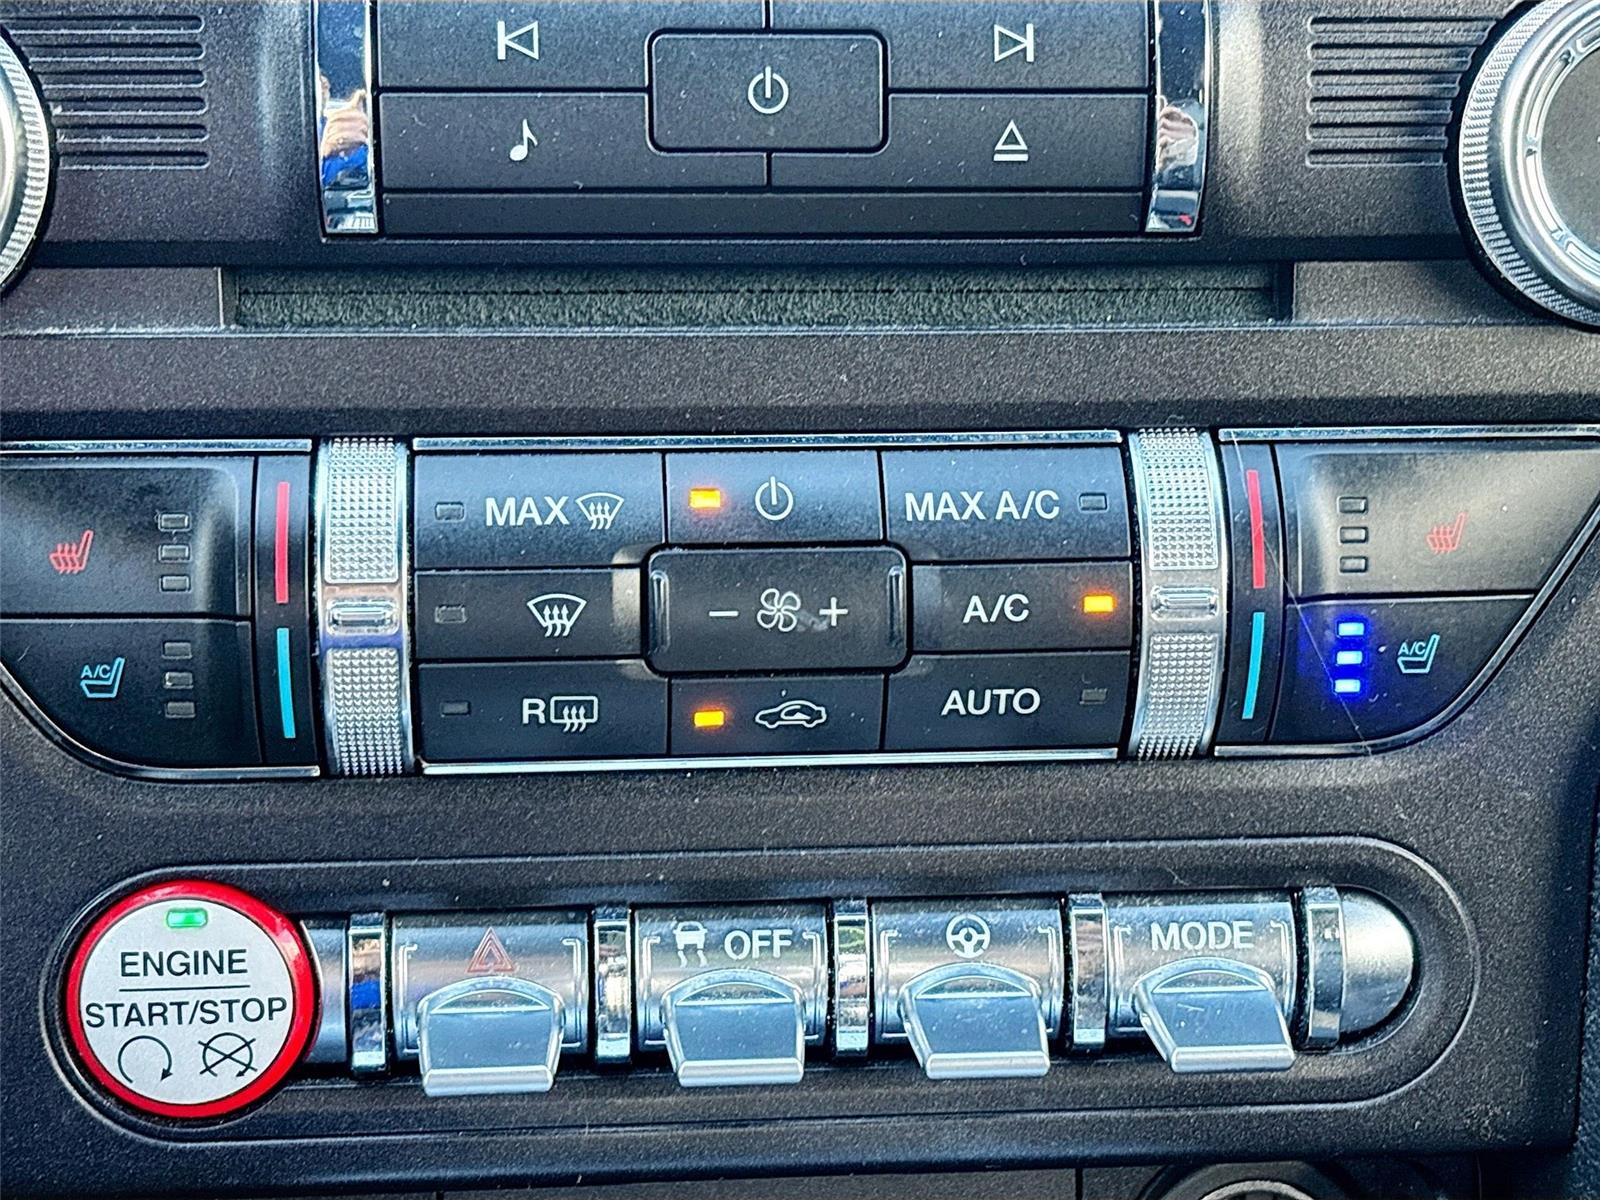 MAX
MAX A/C
A/C
- +
A/C
A/C
R
AUTO
ENGINE
START/STOP
OFF
MODE